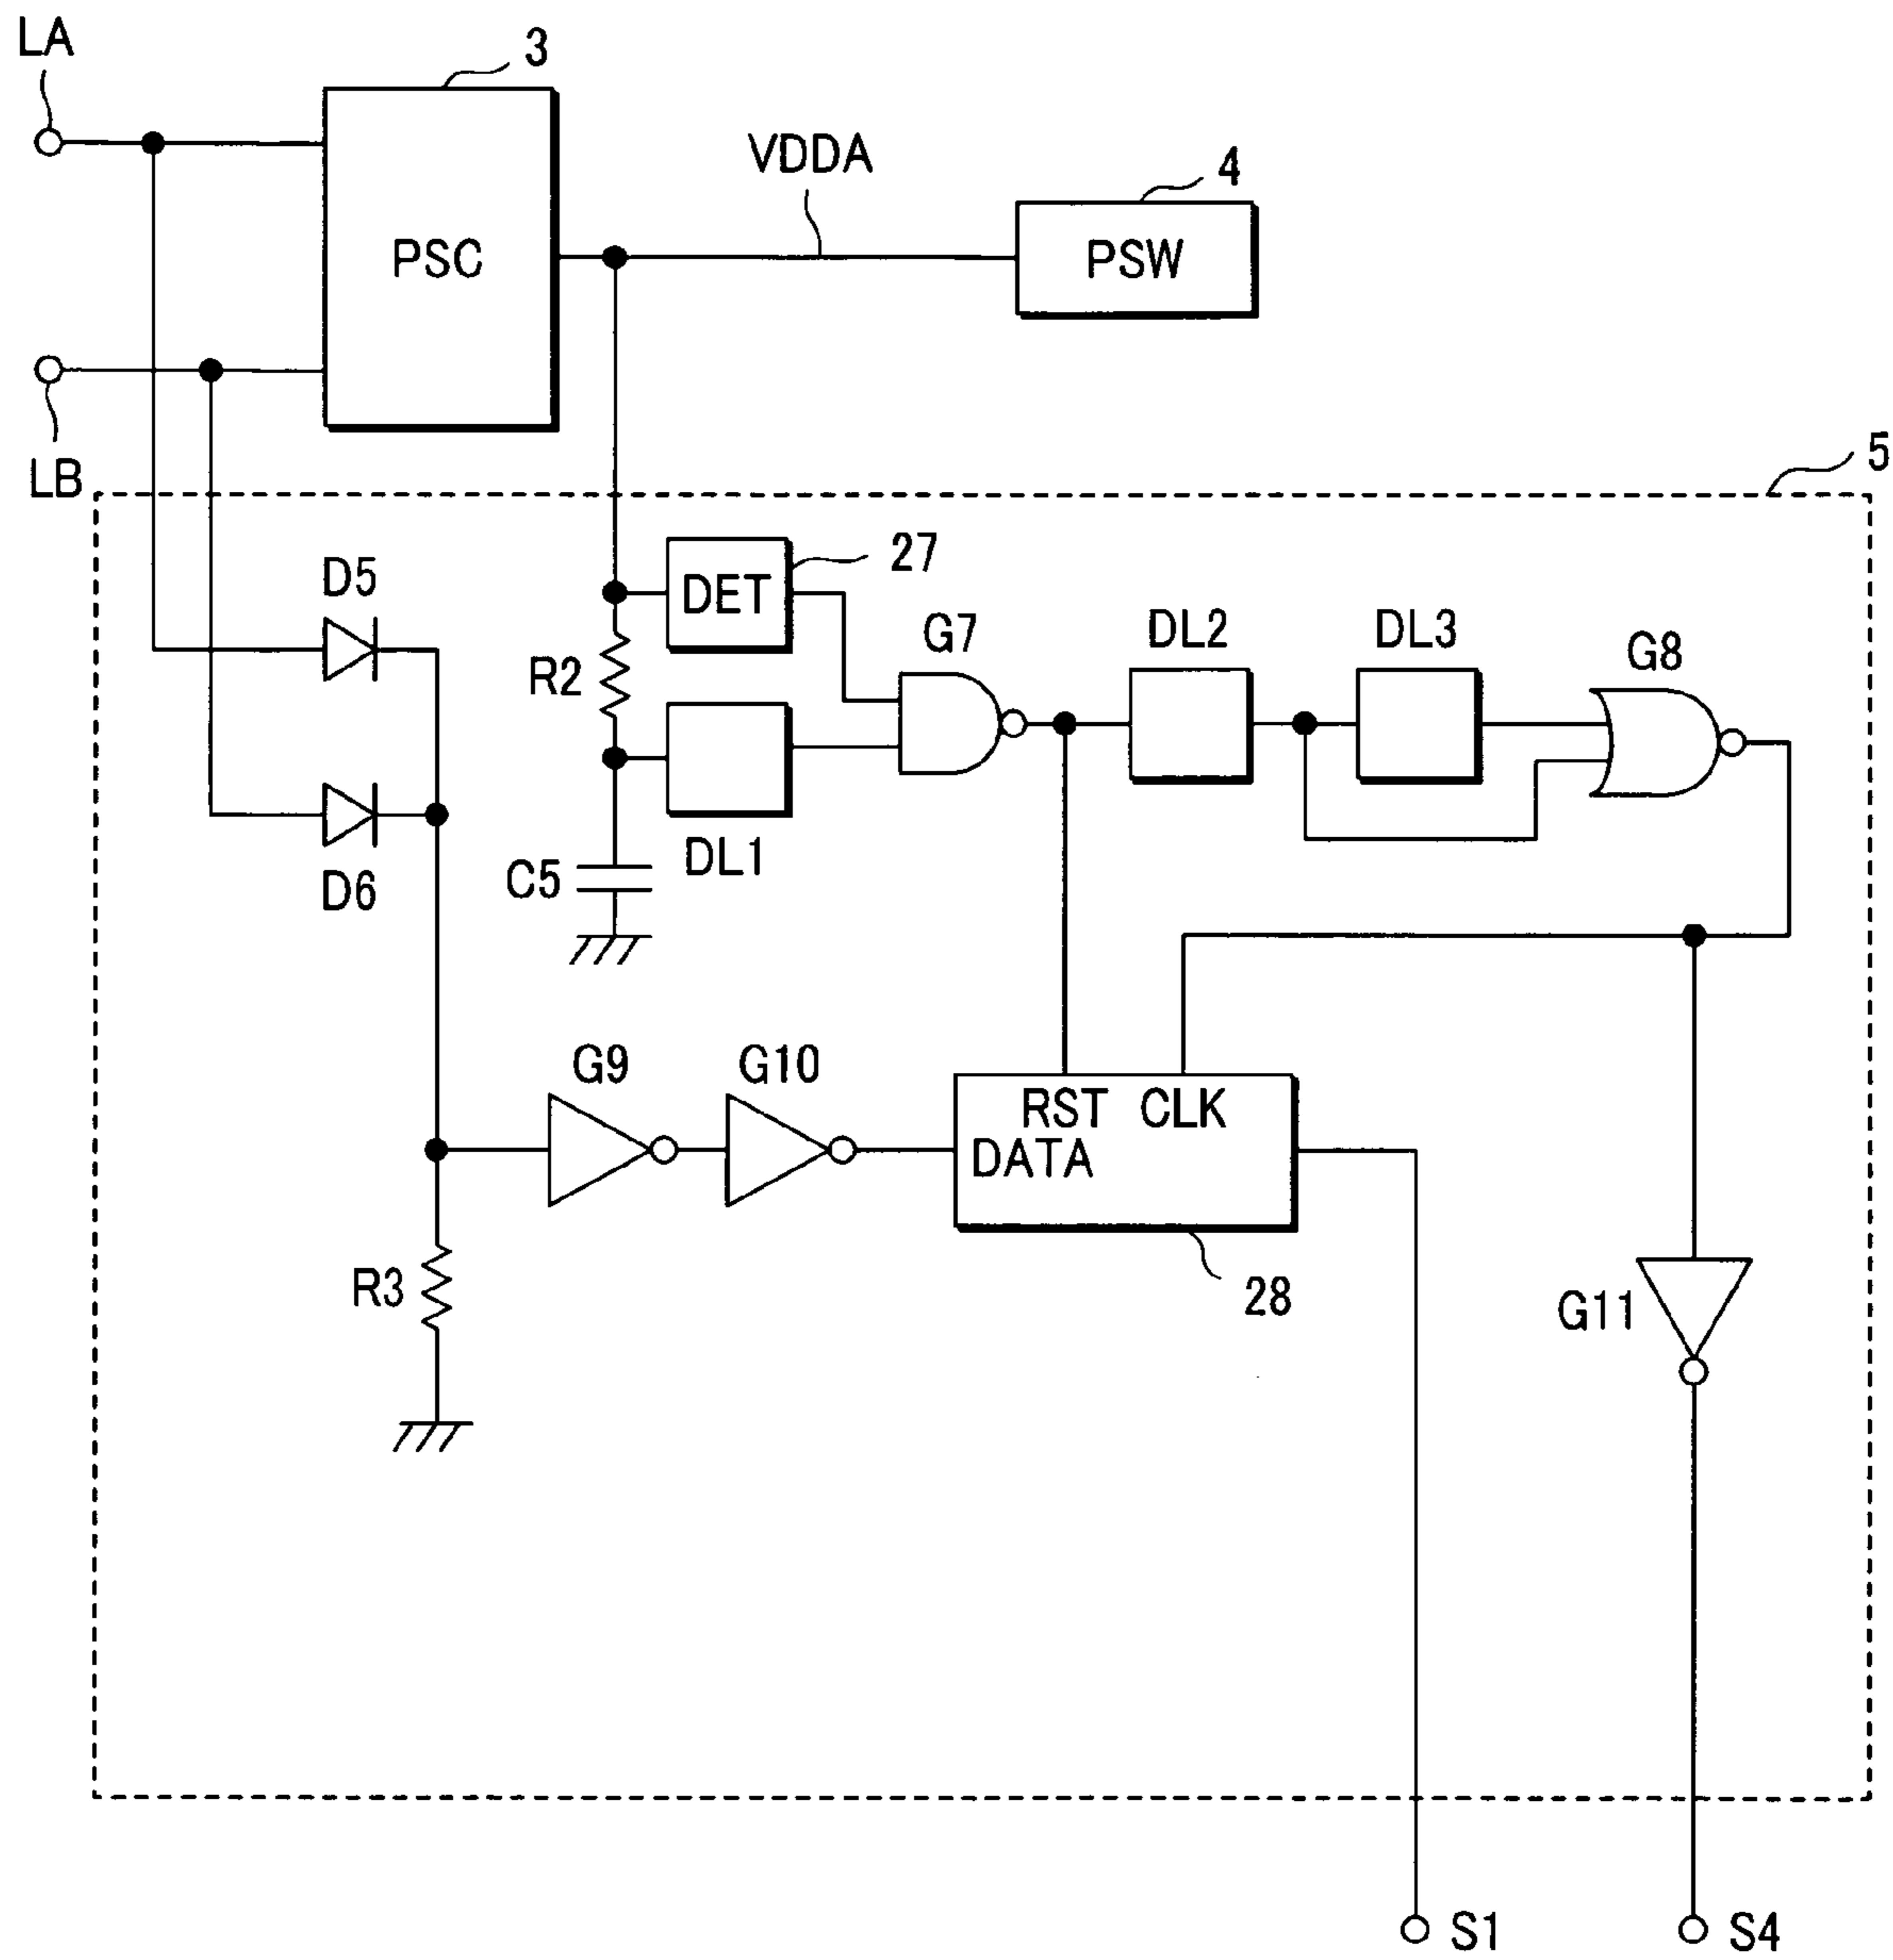 LA
3
VDDA
4
PSC
PSW
LB
5
D5
27
DET
G7
DL2
DL3
G8
R2
DL1
C5
D6
G9
G10
RST CLK
DATA
R3
28
G11
S1
S4